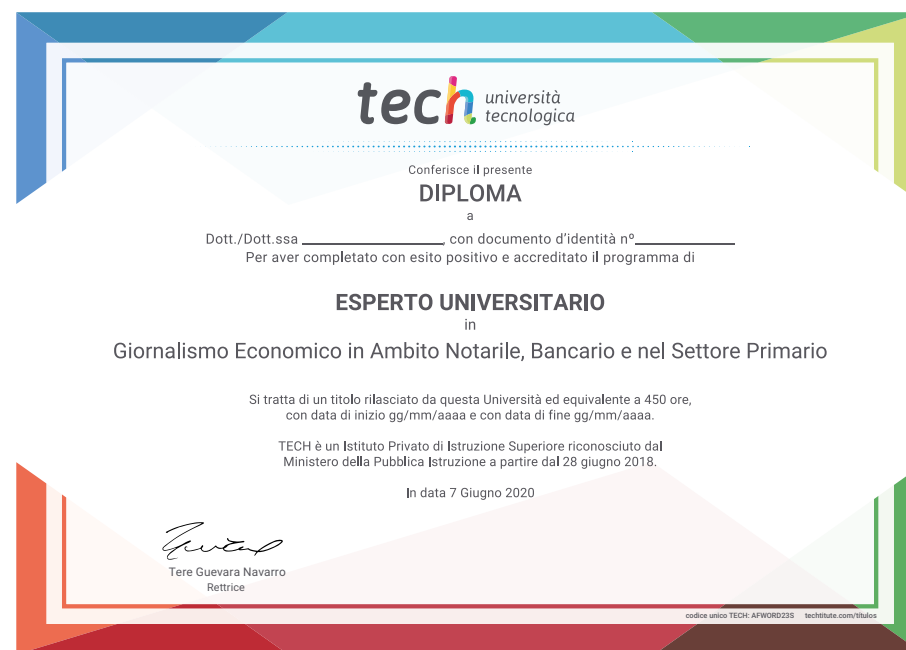 tech università
tecnologica
Conferisce il presente
DIPLOMA
a
Dott./Dott.ssa ____________________, con documento d'identità nº______________
Per aver completato con esito positivo e accreditato il programma di
ESPERTO UNIVERSITARIO
in
Giornalismo Economico in Ambito Notarile, Bancario e nel Settore Primario
Si tratta di un titolo rilasciato da questa Università ed equivalente a 450 ore,
con data di inizio gg/mm/aaaa e con data di fine gg/mm/aaaa.
TECH è un Istituto Privato di Istruzione Superiore riconosciuto dal
Ministero della Pubblica Istruzione a partire dal 28 giugno 2018.
In data 7 Giugno 2020
Tere Guevara Navarro
Rettrice
codice unico TECH: AFWORD23S techtitute.com/títulos